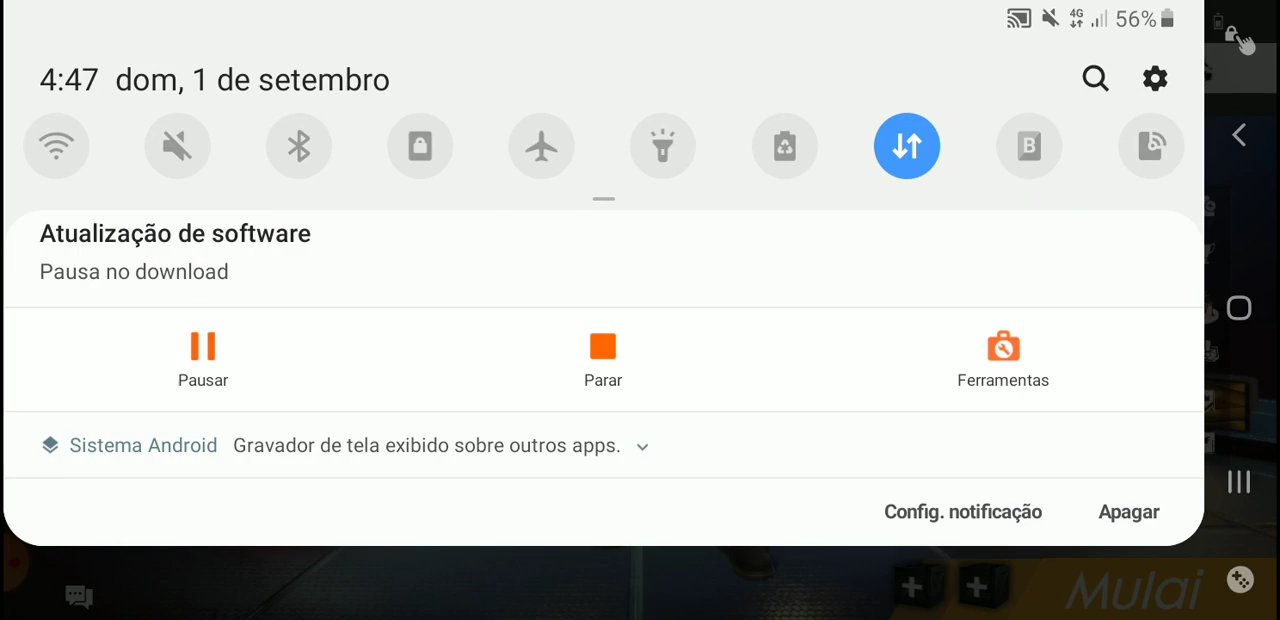 4G 56%
4:47 dom, 1 de setembro
B
Atualização de software
Pausa no download
Pausar Parar Ferramentas
Sistema Android Gravador de tela exibido sobre outros apps.
Config. notificação Apagar
Mulai